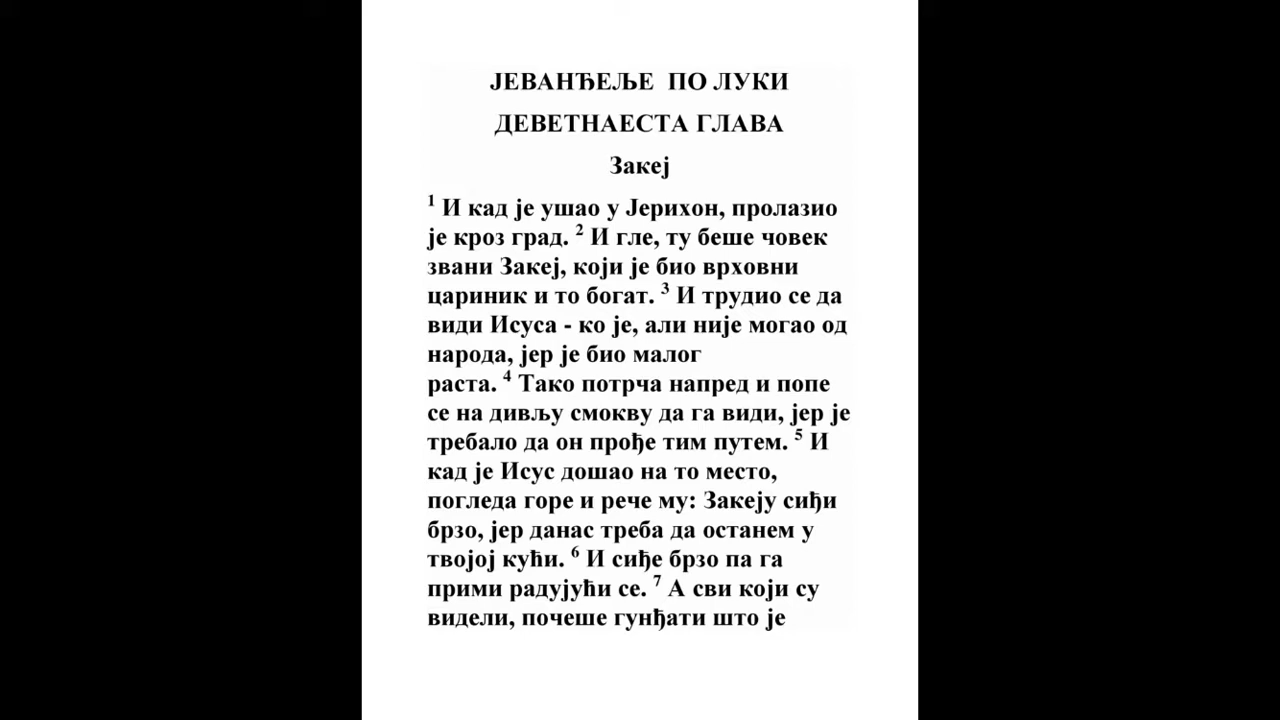 ЈЕВАНЂЕЉЕ ПО ЛУКИ
ДЕВЕТНАЕСТА ГЛАВА
Закеј
1 И кад је ушао у Јерихон, пролазио
је кроз град. 2 И гле, ту беше човек
звани Закеј, који је био врховни
цариник и то богат. 3 И трудио се да
види Исуса - ко је, али није могао од
народа, јер је био малог
раста. 4 Тако потрча напред и попе
се на дивљу смокву да га види, јер је
требало да он прође тим путем. 5 И
кад је Исус дошао на то место,
погледа горе и рече му: Закеју сиђи
брзо, јер данас треба да останем у
твојој кући. 6 И сиђе брзо па га
прими радујући се. 7 А сви који су
видели, почеше гунђати што је